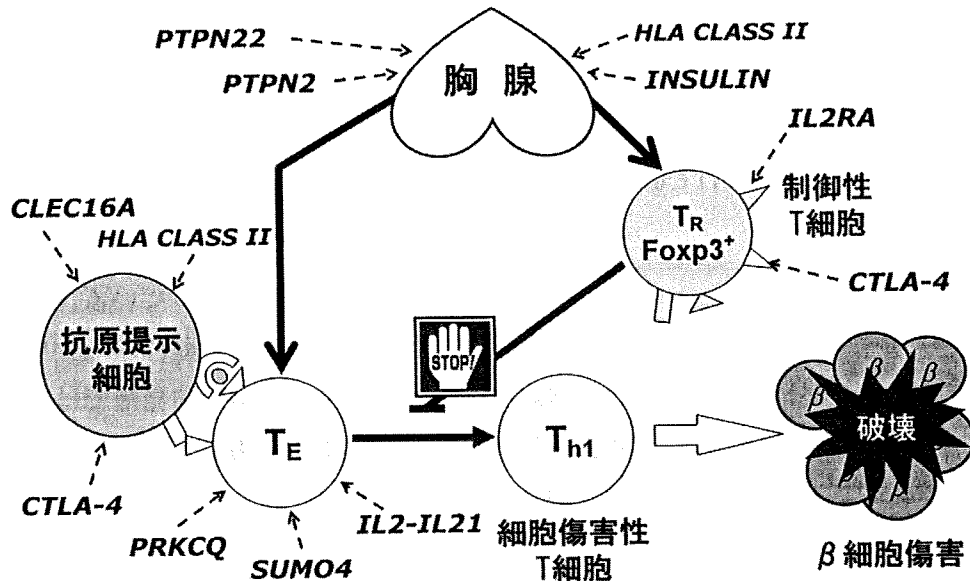 PTPN22
PTPN2
胸腺
HLA CLASS II
INSULIN
IL2RA
制御性
T細胞
TR
Foxp3+
CTLA-4
CLEC16A
HLA CLASS II
抗原提示
細胞
STOP!
TE
Th1
β
β
β
破壊
β
β
CTLA-4
PRKCQ
SUMO4
IL2-IL21
細胞傷害性
T細胞
β細胞傷害